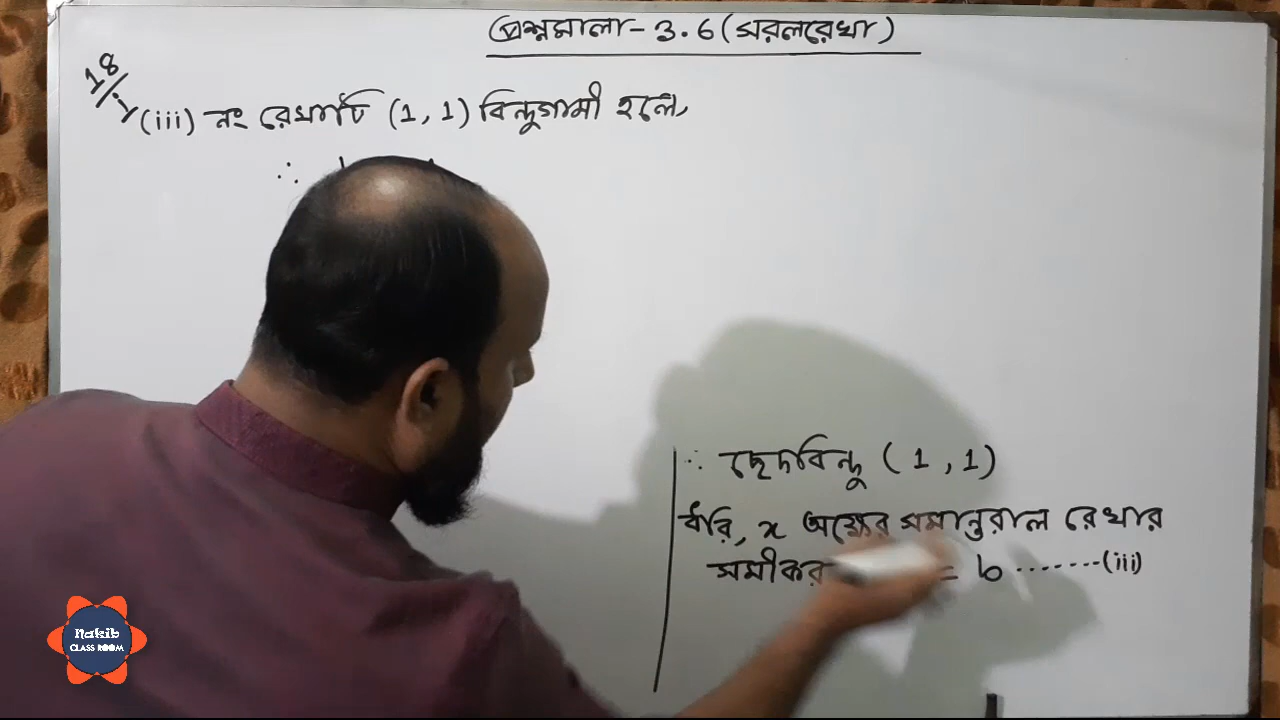 প্রশ্নমালা - 3.6 (সরলরেখা)
18/i
(iii) নং রেখাটি (1, 1) বিন্দুগামী হলে,
∴
∴ ছেদবিন্দু (1, 1)
ধরি, x অক্ষের সমান্তরাল রেখার
সমীকর = b .......(iii)
Nakib
CLASS ROOM